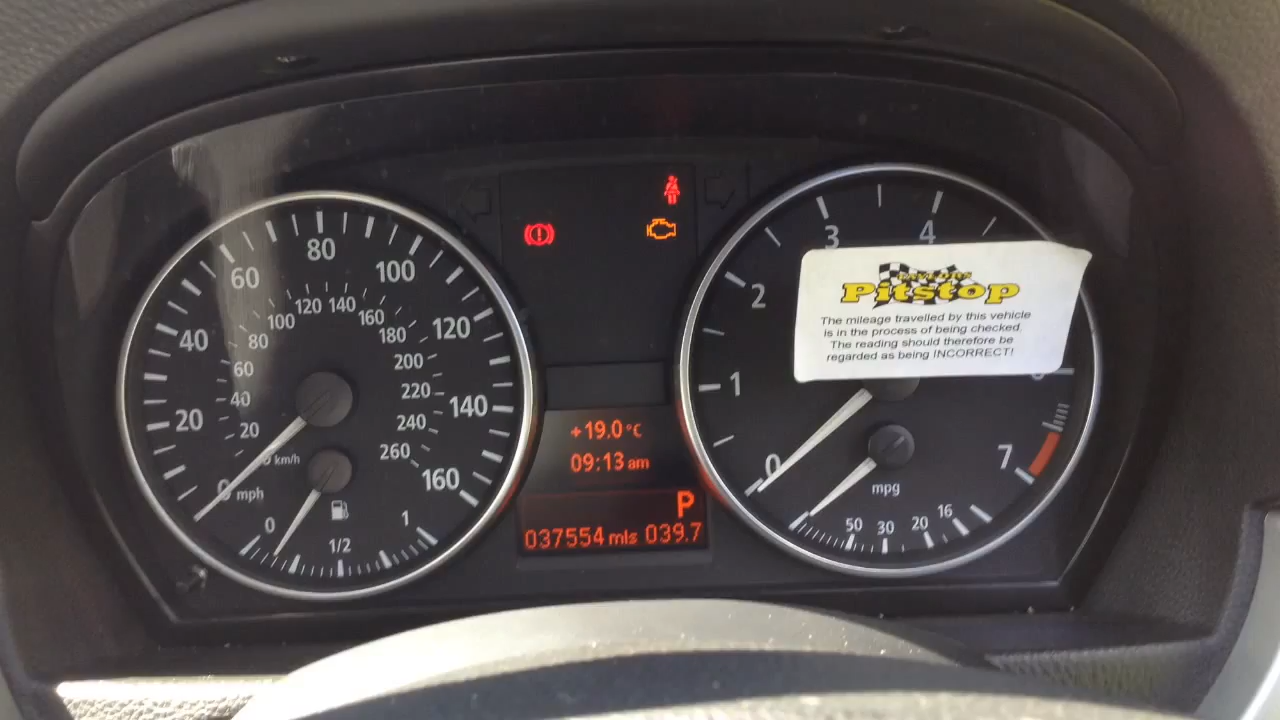 80
60
100
40
120
20
140
0 mph
160
120 140
100
160
80
180
60
200
40
220
20
240
km/h
260
0
1/2
1
+19.0°C
09:13 am
P
037554 mls 039.7
3
4
2
1
0
7
mpg
50 30 20 16
Pitstop
The mileage travelled by this vehicle
is in the process of being checked.
The reading should therefore be
regarded as being INCORRECT!